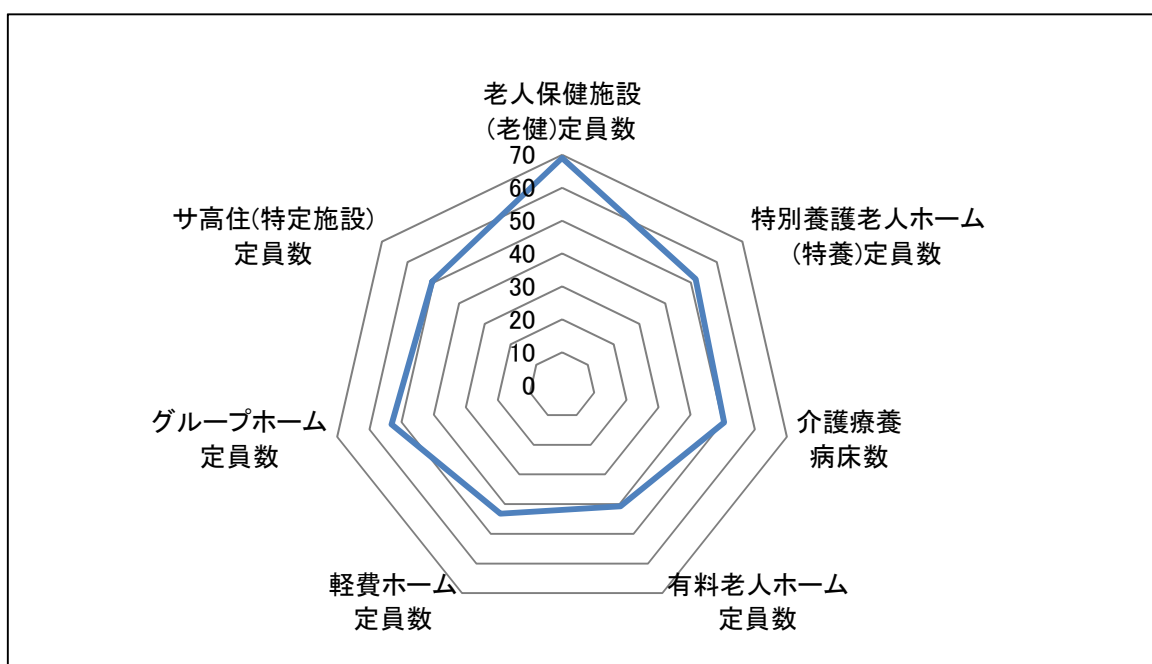 老人保健施設
(老健)定員数
70
60
50
40
30
20
10
0
特別養護老人ホーム
(特養)定員数
介護療養
病床数
有料老人ホーム
定員数
軽費ホーム
定員数
グループホーム
定員数
サ高住(特定施設)
定員数